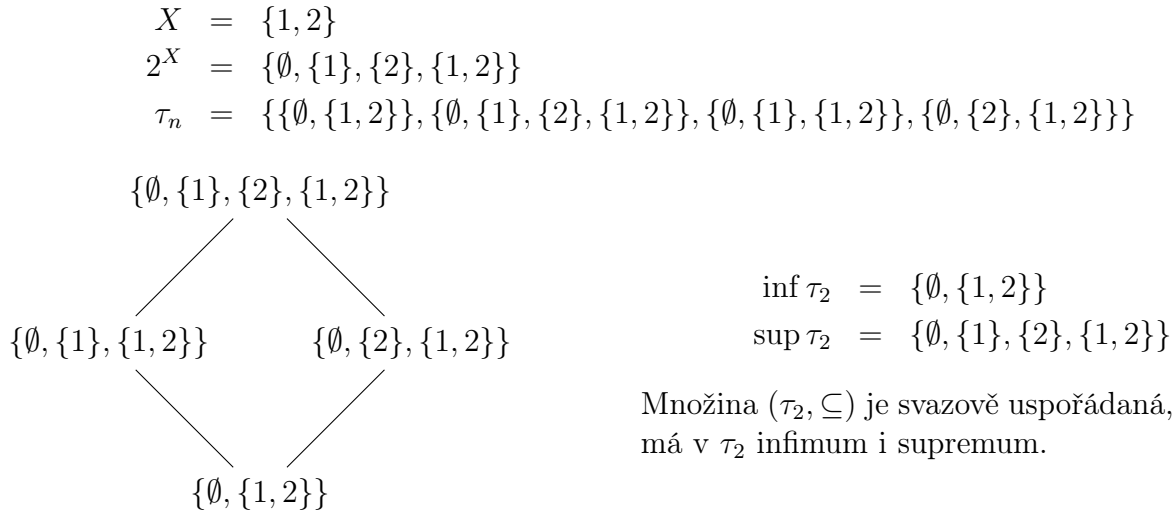 X = {1, 2}
2^X = {∅, {1}, {2}, {1, 2}}
τ_n = {{∅, {1, 2}}, {∅, {1}, {2}, {1, 2}}, {∅, {1}, {1, 2}}, {∅, {2}, {1, 2}}}
{∅, {1}, {2}, {1, 2}}
{∅, {1}, {1, 2}} {∅, {2}, {1, 2}}
{∅, {1, 2}}
inf τ_2 = {∅, {1, 2}}
sup τ_2 = {∅, {1}, {2}, {1, 2}}
Množina (τ_2, ⊆) je svazově uspořádaná,
má v τ_2 infimum i supremum.